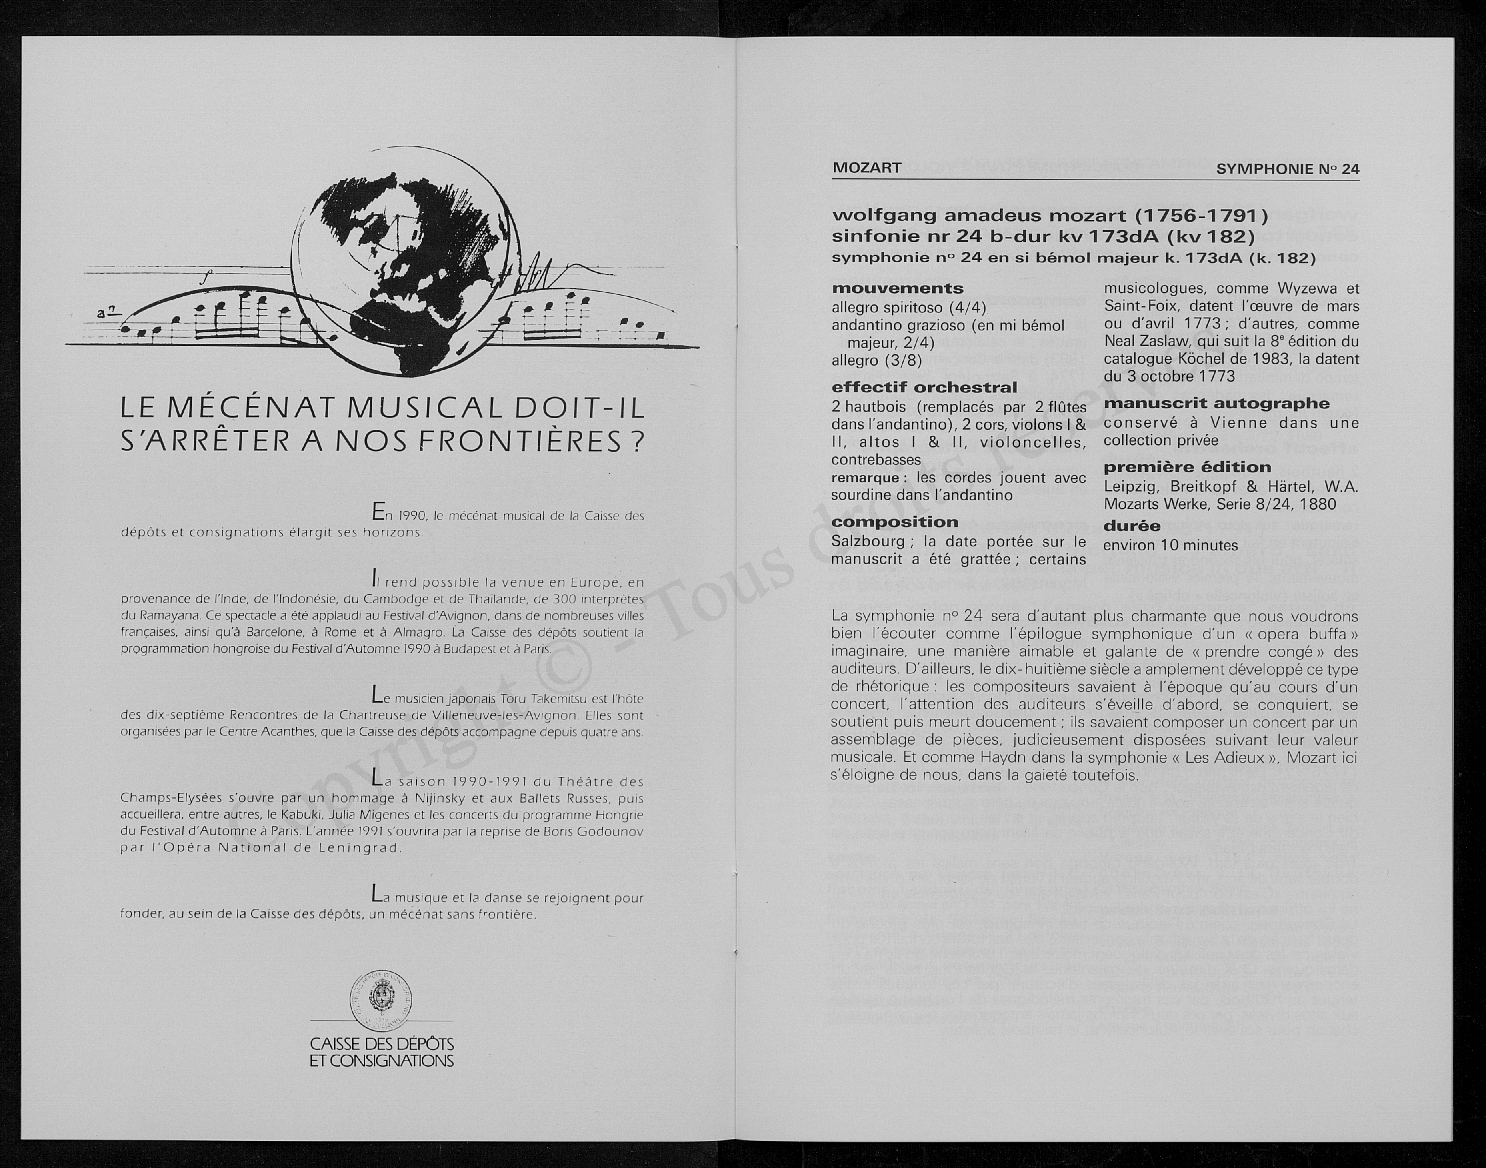 f
a2
LE MÉCÉNAT MUSICAL DOIT-IL
S'ARRÊTER A NOS FRONTIÈRES ?
En 1990, le mécénat musical de la Caisse des
dépôts et consignations élargit ses horizons.
Il rend possible la venue en Europe, en
provenance de l'Inde, de l'Indonésie, du Cambodge et de Thaïlande, de 300 interprètes
du Ramayana. Ce spectacle a été applaudi au Festival d'Avignon, dans de nombreuses villes
françaises, ainsi qu'à Barcelone, à Rome et à Almagro. La Caisse des dépôts soutient la
programmation hongroise du Festival d'Automne 1990 à Budapest et à Paris.
Le musicien japonais Toru Takemitsu est l'hôte
des dix-septième Rencontres de la Chartreuse de Villeneuve-les-Avignon. Elles sont
organisées par le Centre Acanthes, que la Caisse des dépôts accompagne depuis quatre ans.
La saison 1990-1991 du Théâtre des
Champs-Elysées s'ouvre par un hommage à Nijinsky et aux Ballets Russes, puis
accueillera, entre autres, le Kabuki, Julia Migenes et les concerts du programme Hongrie
du Festival d'Automne à Paris. L'année 1991 s'ouvrira par la reprise de Boris Godounov
par l'Opéra National de Leningrad.
La musique et la danse se rejoignent pour
fonder, au sein de la Caisse des dépôts, un mécénat sans frontière.
CAISSE DES DÉPÔTS
ET CONSIGNATIONS
MOZART SYMPHONIE Nº 24
wolfgang amadeus mozart (1756-1791)
sinfonie nr 24 b-dur kv 173dA (kv 182)
symphonie nº 24 en si bémol majeur k. 173dA (k. 182)
mouvements
allegro spiritoso (4/4)
andantino grazioso (en mi bémol
majeur, 2/4)
allegro (3/8)
effectif orchestral
2 hautbois (remplacés par 2 flûtes
dans l'andantino), 2 cors, violons I &
II, altos I & II, violoncelles,
contrebasses
remarque : les cordes jouent avec
sourdine dans l'andantino
composition
Salzbourg ; la date portée sur le
manuscrit a été grattée ; certains
musicologues, comme Wyzewa et
Saint-Foix, datent l'œuvre de mars
ou d'avril 1773 ; d'autres, comme
Neal Zaslaw, qui suit la 8e édition du
catalogue Köchel de 1983, la datent
du 3 octobre 1773
manuscrit autographe
conservé à Vienne dans une
collection privée
première édition
Leipzig, Breitkopf & Härtel, W.A.
Mozarts Werke, Serie 8/24, 1880
durée
environ 10 minutes
La symphonie nº 24 sera d'autant plus charmante que nous voudrons
bien l'écouter comme l'épilogue symphonique d'un « opera buffa »
imaginaire, une manière aimable et galante de « prendre congé » des
auditeurs. D'ailleurs, le dix-huitième siècle a amplement développé ce type
de rhétorique : les compositeurs savaient à l'époque qu'au cours d'un
concert, l'attention des auditeurs s'éveille d'abord, se conquiert, se
soutient puis meurt doucement ; ils savaient composer un concert par un
assemblage de pièces, judicieusement disposées suivant leur valeur
musicale. Et comme Haydn dans la symphonie « Les Adieux », Mozart ici
s'éloigne de nous, dans la gaieté toutefois.
Copyright © - Tous droits réservés